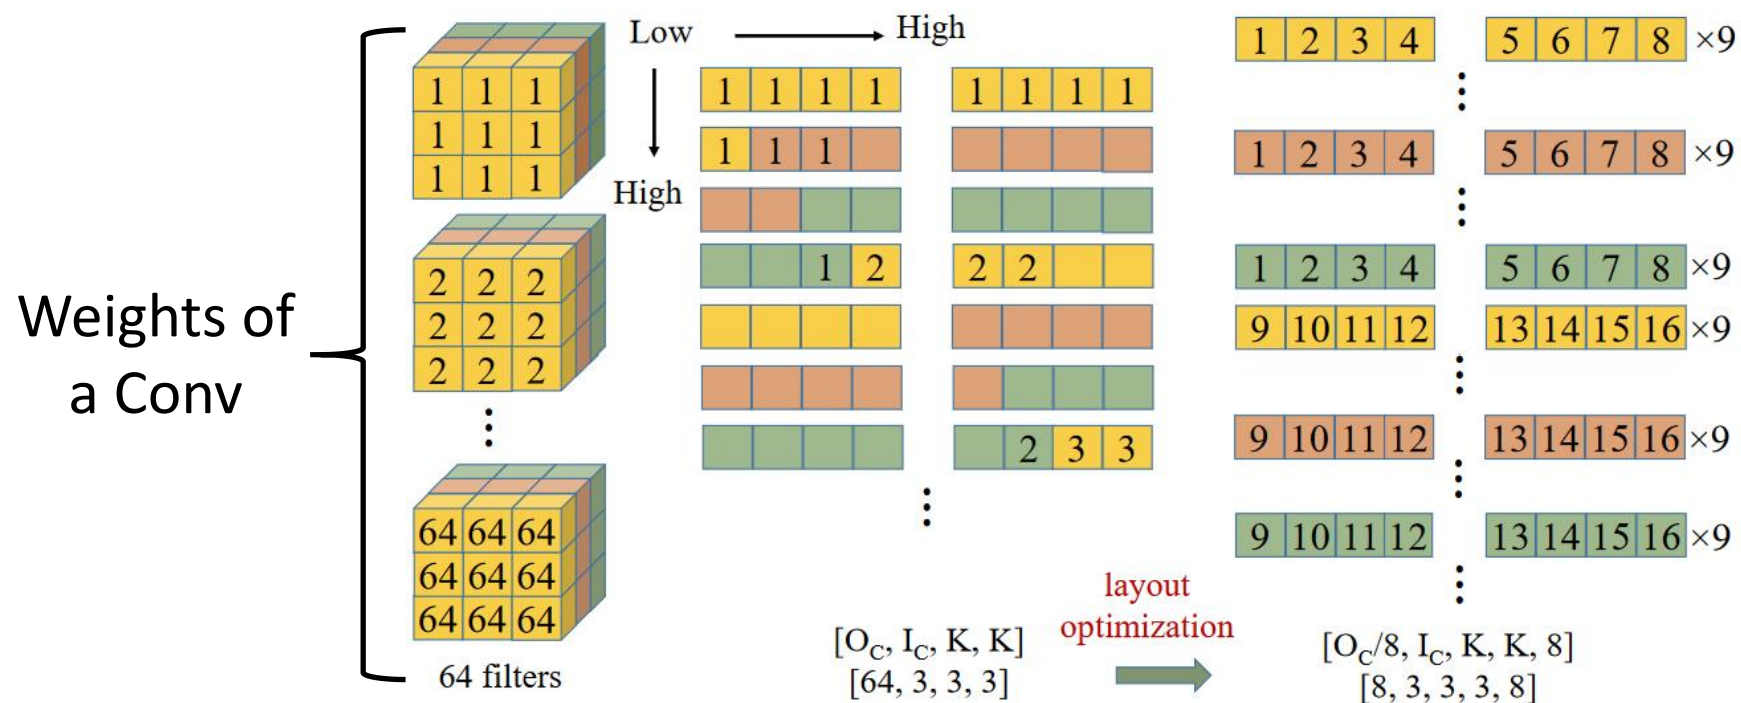 Weights of
a Conv
1 1 1
1 1 1
1 1 1
2 2 2
2 2 2
2 2 2
64 64 64
64 64 64
64 64 64
64 filters
Low
High
High
1 1 1 1
1 1 1 1
1 1 1
1 2
2 2
2 3 3
[O_C, I_C, K, K]
[64, 3, 3, 3]
layout
optimization
1 2 3 4
5 6 7 8 ×9
1 2 3 4
5 6 7 8 ×9
1 2 3 4
5 6 7 8 ×9
9 10 11 12
13 14 15 16 ×9
9 10 11 12
13 14 15 16 ×9
9 10 11 12
13 14 15 16 ×9
[O_C/8, I_C, K, K, 8]
[8, 3, 3, 3, 8]